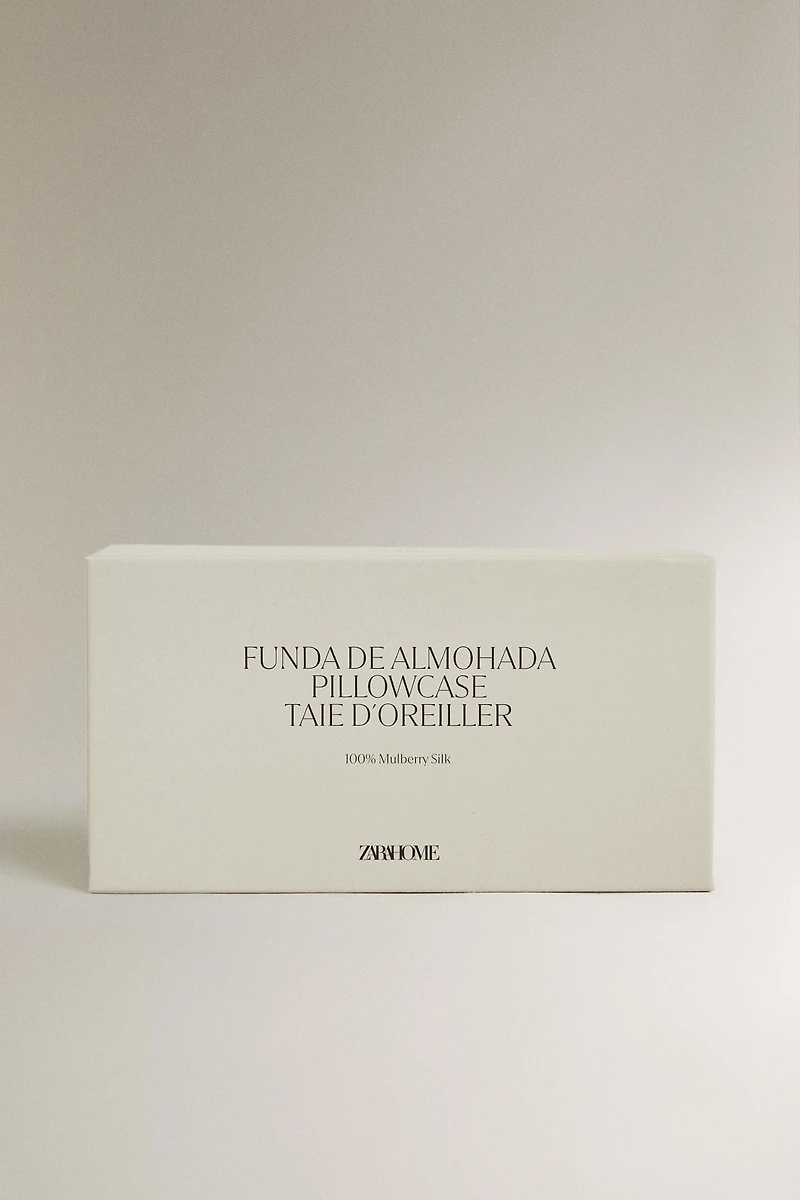 FUNDA DE ALMOHADA
PILLOWCASE
TAIE D'OREILLER
100% Mulberry Silk
ZARAHOME